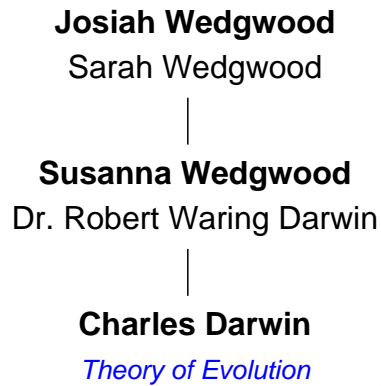 Josiah Wedgwood
Sarah Wedgwood
Susanna Wedgwood
Dr. Robert Waring Darwin
Charles Darwin
Theory of Evolution